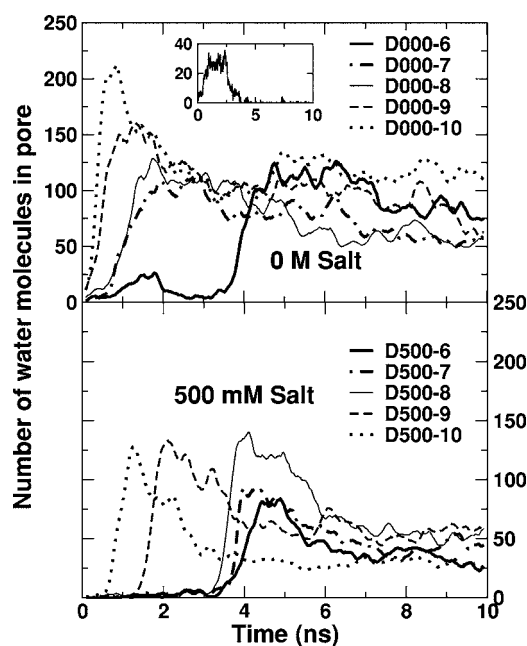 Number of water molecules in pore
250
200
150
100
50
0
40
20
0
0 5 10
D000-6
D000-7
D000-8
D000-9
D000-10
0 M Salt
500 mM Salt
D500-6
D500-7
D500-8
D500-9
D500-10
250
200
150
100
50
0
0 2 4 6 8 10
Time (ns)